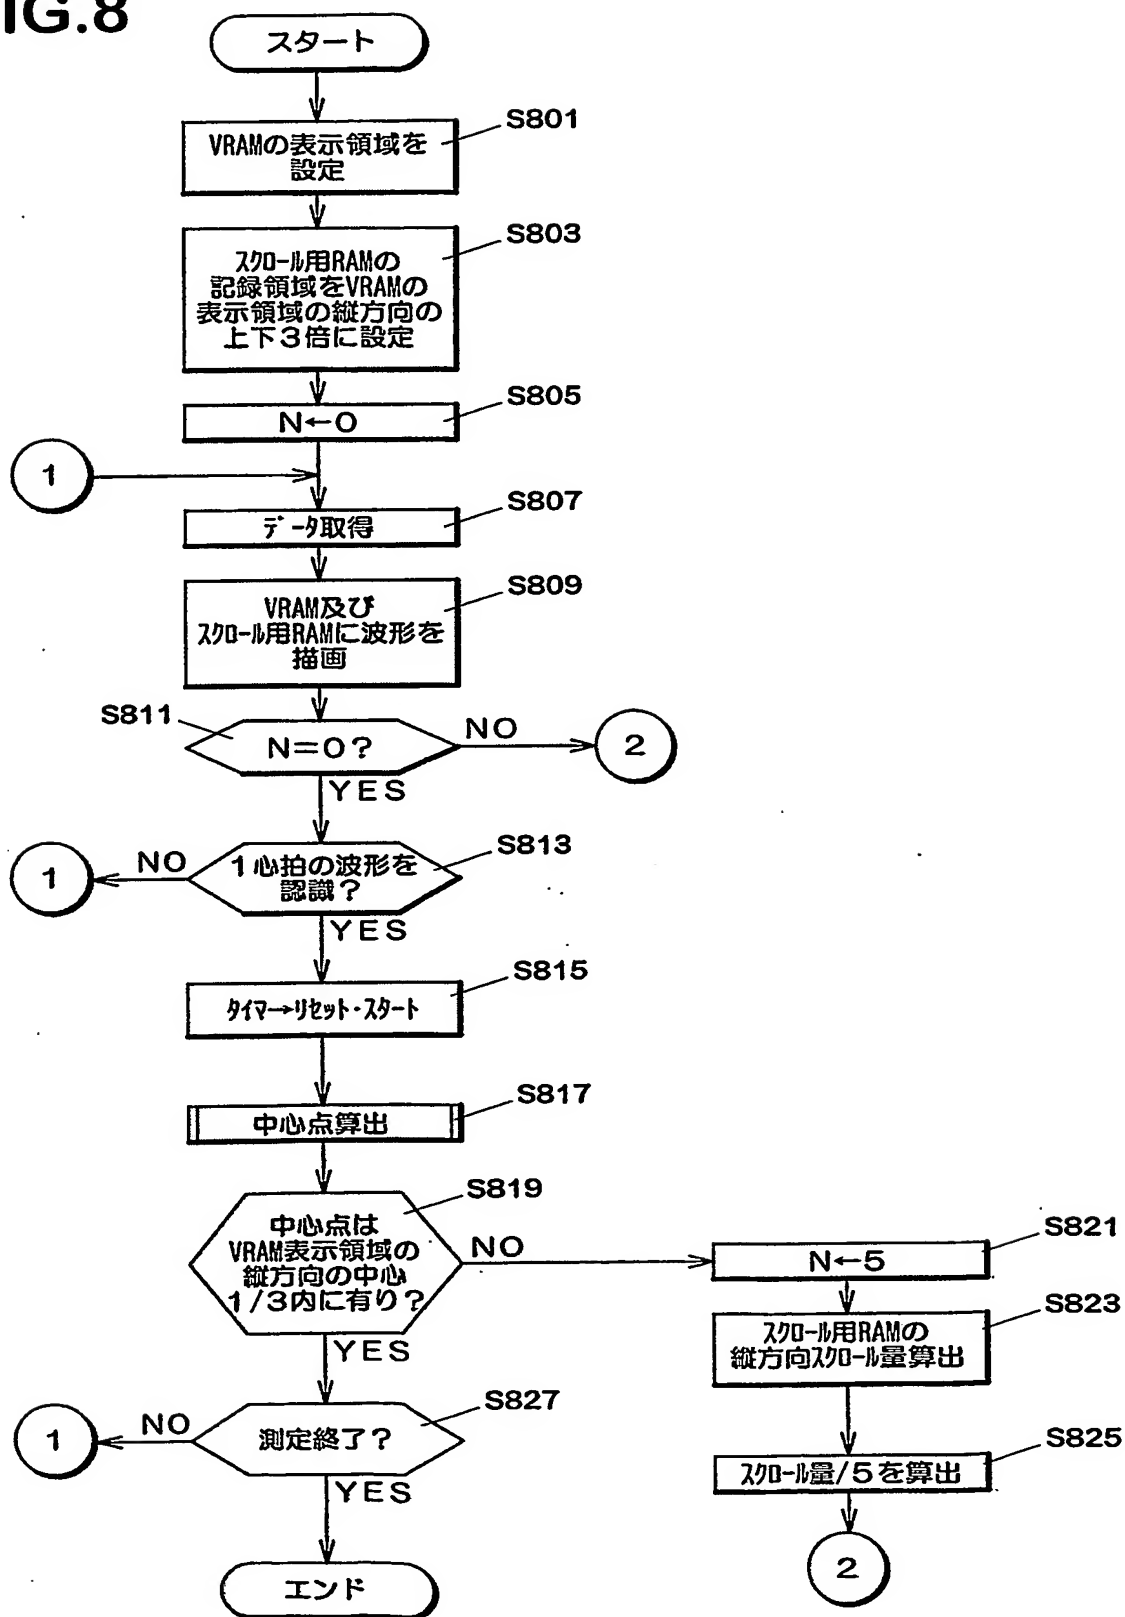 IG.8
スタート
S801
VRAMの表示領域を
設定
S803
スクロール用RAMの
記録領域をVRAMの
表示領域の縦方向の
上下3倍に設定
S805
N←0
1
S807
データ取得
S809
VRAM及び
スクロール用RAMに波形を
描画
S811
N=0?
NO
2
YES
S813
1心拍の波形を
認識?
NO
1
YES
S815
タイマ→リセット・スタート
S817
中心点算出
S819
中心点は
VRAM表示領域の
縦方向の中心
1/3内に有り?
NO
YES
S821
N←5
S823
スクロール用RAMの
縦方向スクロール量算出
S825
スクロール量/5を算出
2
S827
測定終了?
NO
1
YES
エンド